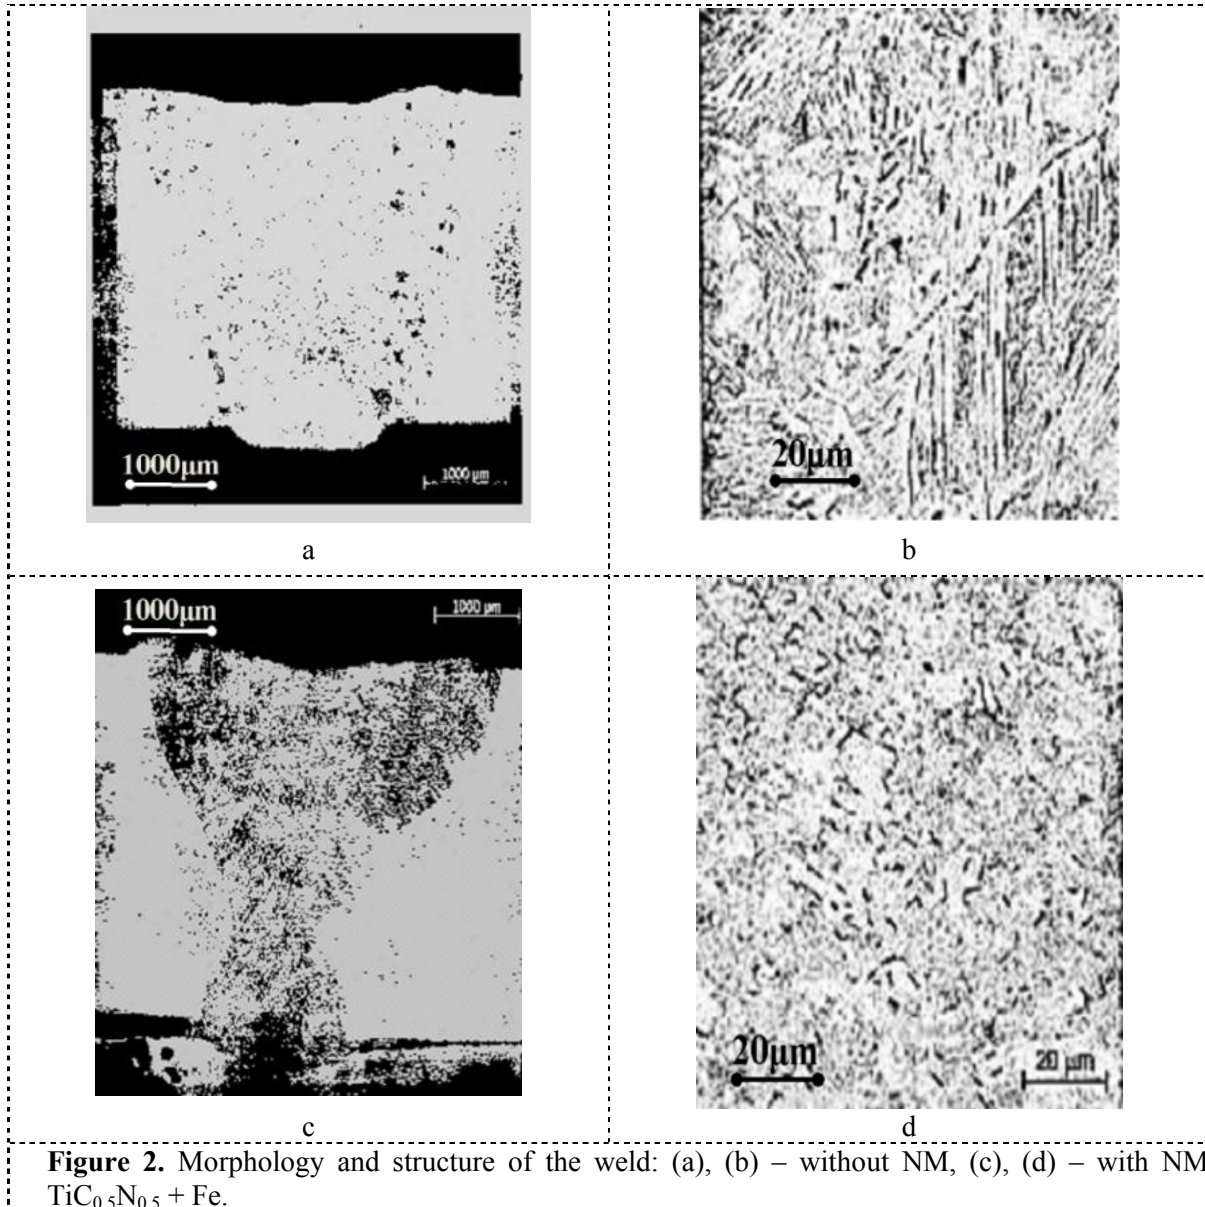 1000µm
1000 µm
20µm
a
b
1000µm
1000 µm
20µm
20 µm
c
d
Figure 2. Morphology and structure of the weld: (a), (b) – without NM, (c), (d) – with NM
TiC₀.₅N₀.₅ + Fe.